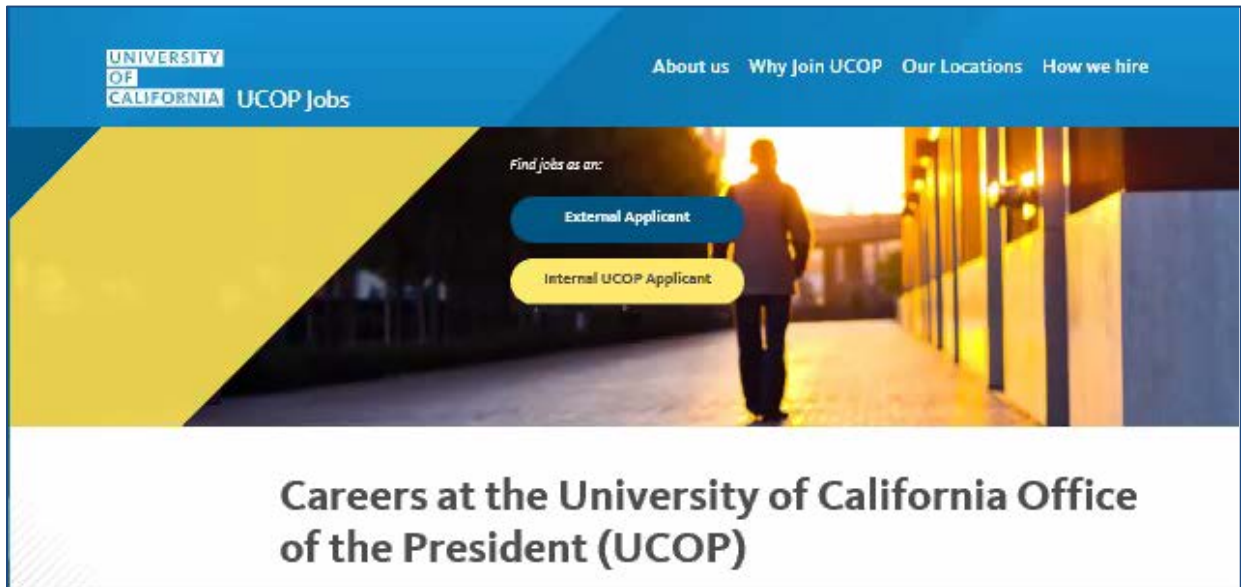 UNIVERSITY
OF
CALIFORNIA UCOP Jobs
About us Why Join UCOP Our Locations How we hire
Find jobs as an:
External Applicant
Internal UCOP Applicant
Careers at the University of California Office
of the President (UCOP)